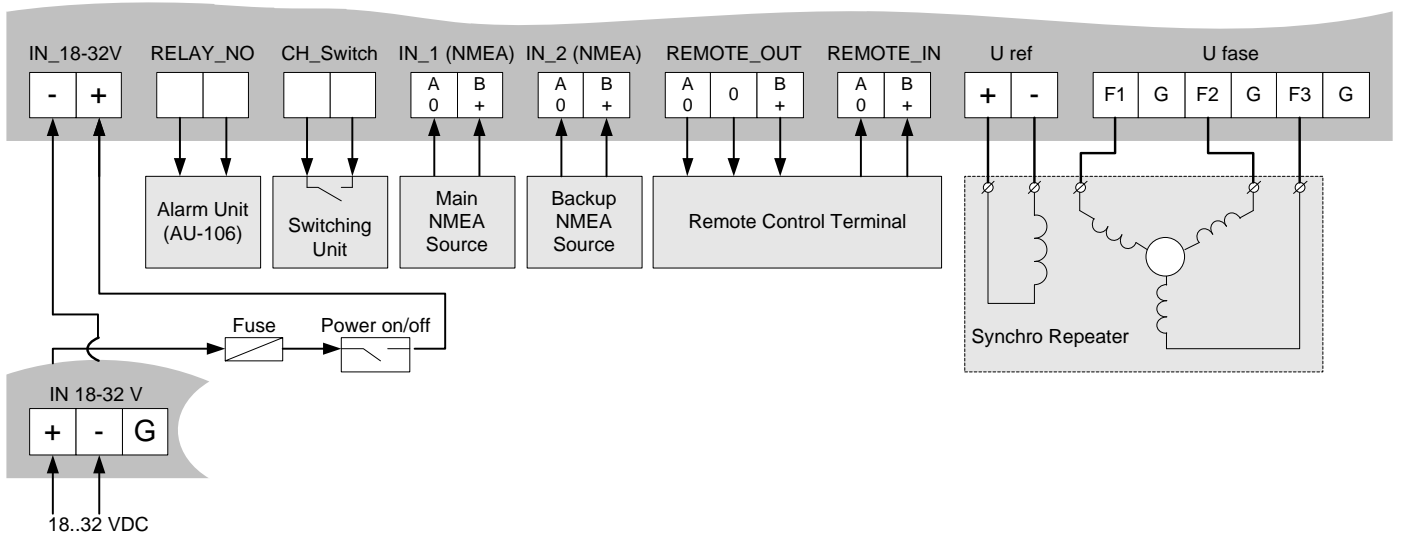 IN_18-32V RELAY_NO CH_Switch IN_1 (NMEA) IN_2 (NMEA) REMOTE_OUT REMOTE_IN U ref U fase
- + A B A B A 0 B A B + - F1 G F2 G F3 G
0 + 0 + 0 + 0 +
Alarm Unit
(AU-106)
Switching
Unit
Main
NMEA
Source
Backup
NMEA
Source
Remote Control Terminal
Synchro Repeater
Fuse Power on/off
IN 18-32 V
+ - G
18..32 VDC